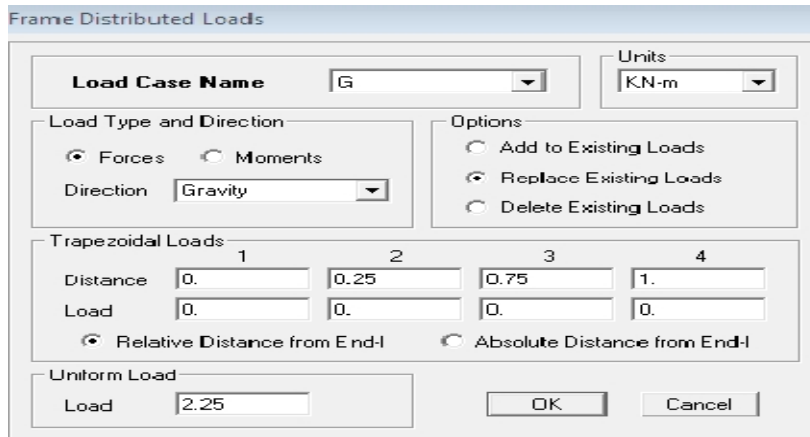 Frame Distributed Loads
Units
Load Case Name G KN-m
Load Type and Direction Options
Forces Moments Add to Existing Loads
Direction Gravity Replace Existing Loads
Delete Existing Loads
Trapezoidal Loads
1 2 3 4
Distance 0. 0.25 0.75 1.
Load 0. 0. 0. 0.
Relative Distance from End-I Absolute Distance from End-I
Uniform Load
Load 2.25 OK Cancel